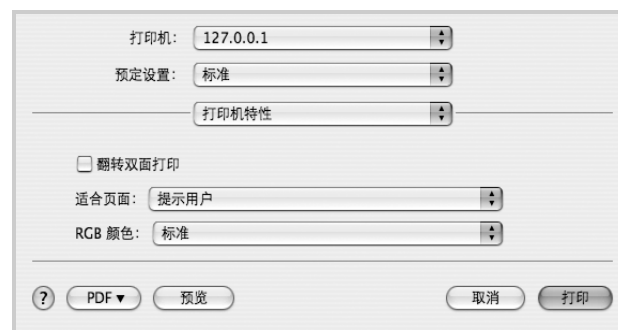 打印机： 127.0.0.1
预定设置： 标准
打印机特性
翻转双面打印
适合页面： 提示用户
RGB 颜色： 标准
? PDF▼ 预览 取消 打印